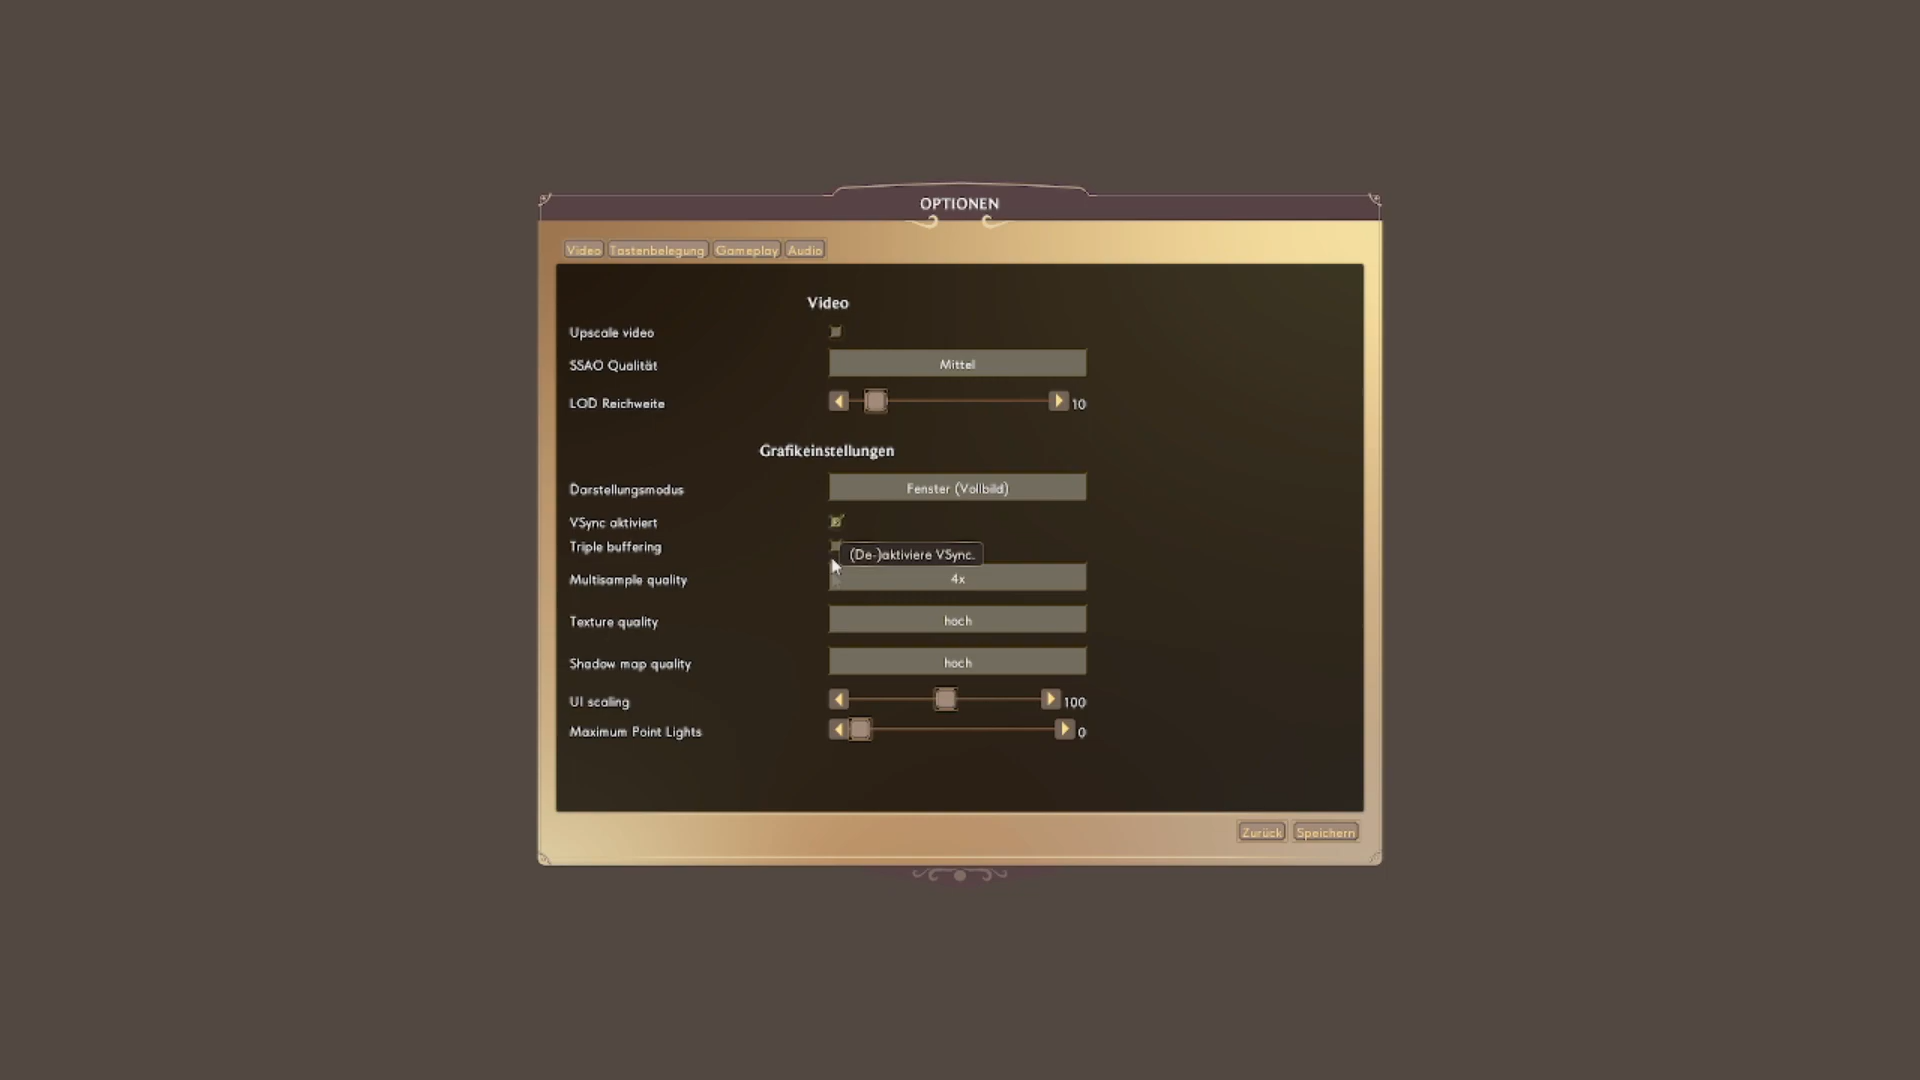 OPTIONEN
Video Tastenbelegung Gameplay Audio
Video
Upscale video
SSAO Qualität Mittel
LOD Reichweite 10
Grafikeinstellungen
Darstellungsmodus Fenster (Vollbild)
VSync aktiviert
Triple buffering
(De-)aktiviere VSync.
Multisample quality 4x
Texture quality hoch
Shadow map quality hoch
UI scaling 100
Maximum Point Lights 0
Zurück Speichern